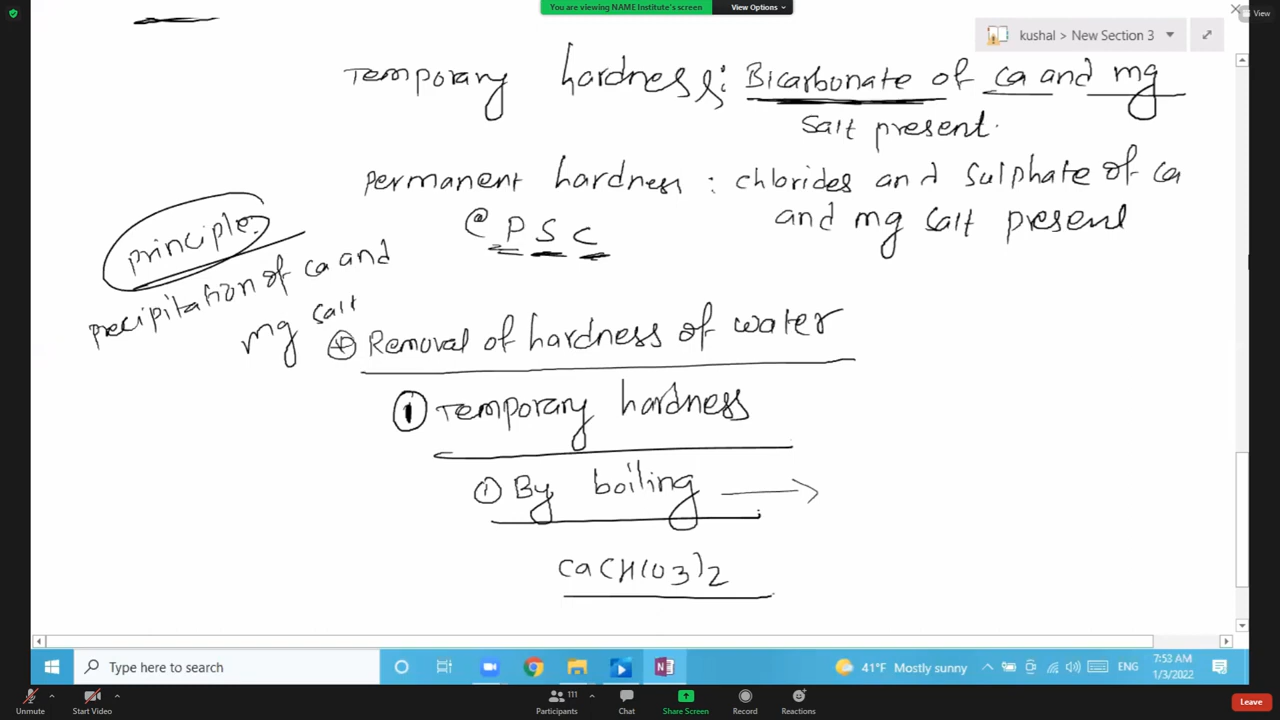 You are viewing NAME Institute's screen
View Options
View
kushal > New Section 3
Temporary hardness: Bicarbonate of ca and mg
salt present.
Permanent hardness : chlorides and sulphate of ca
and mg salt present
@ P S C
principle:
precipitation of ca and
mg salt
Removal of hardness of water
1 Temporary hardness
1 By boiling →
Ca(HCO3)2
Type here to search
41°F Mostly sunny
ENG
7:53 AM
1/3/2022
Unmute
Start Video
Participants
111
Chat
Share Screen
Record
Reactions
Leave